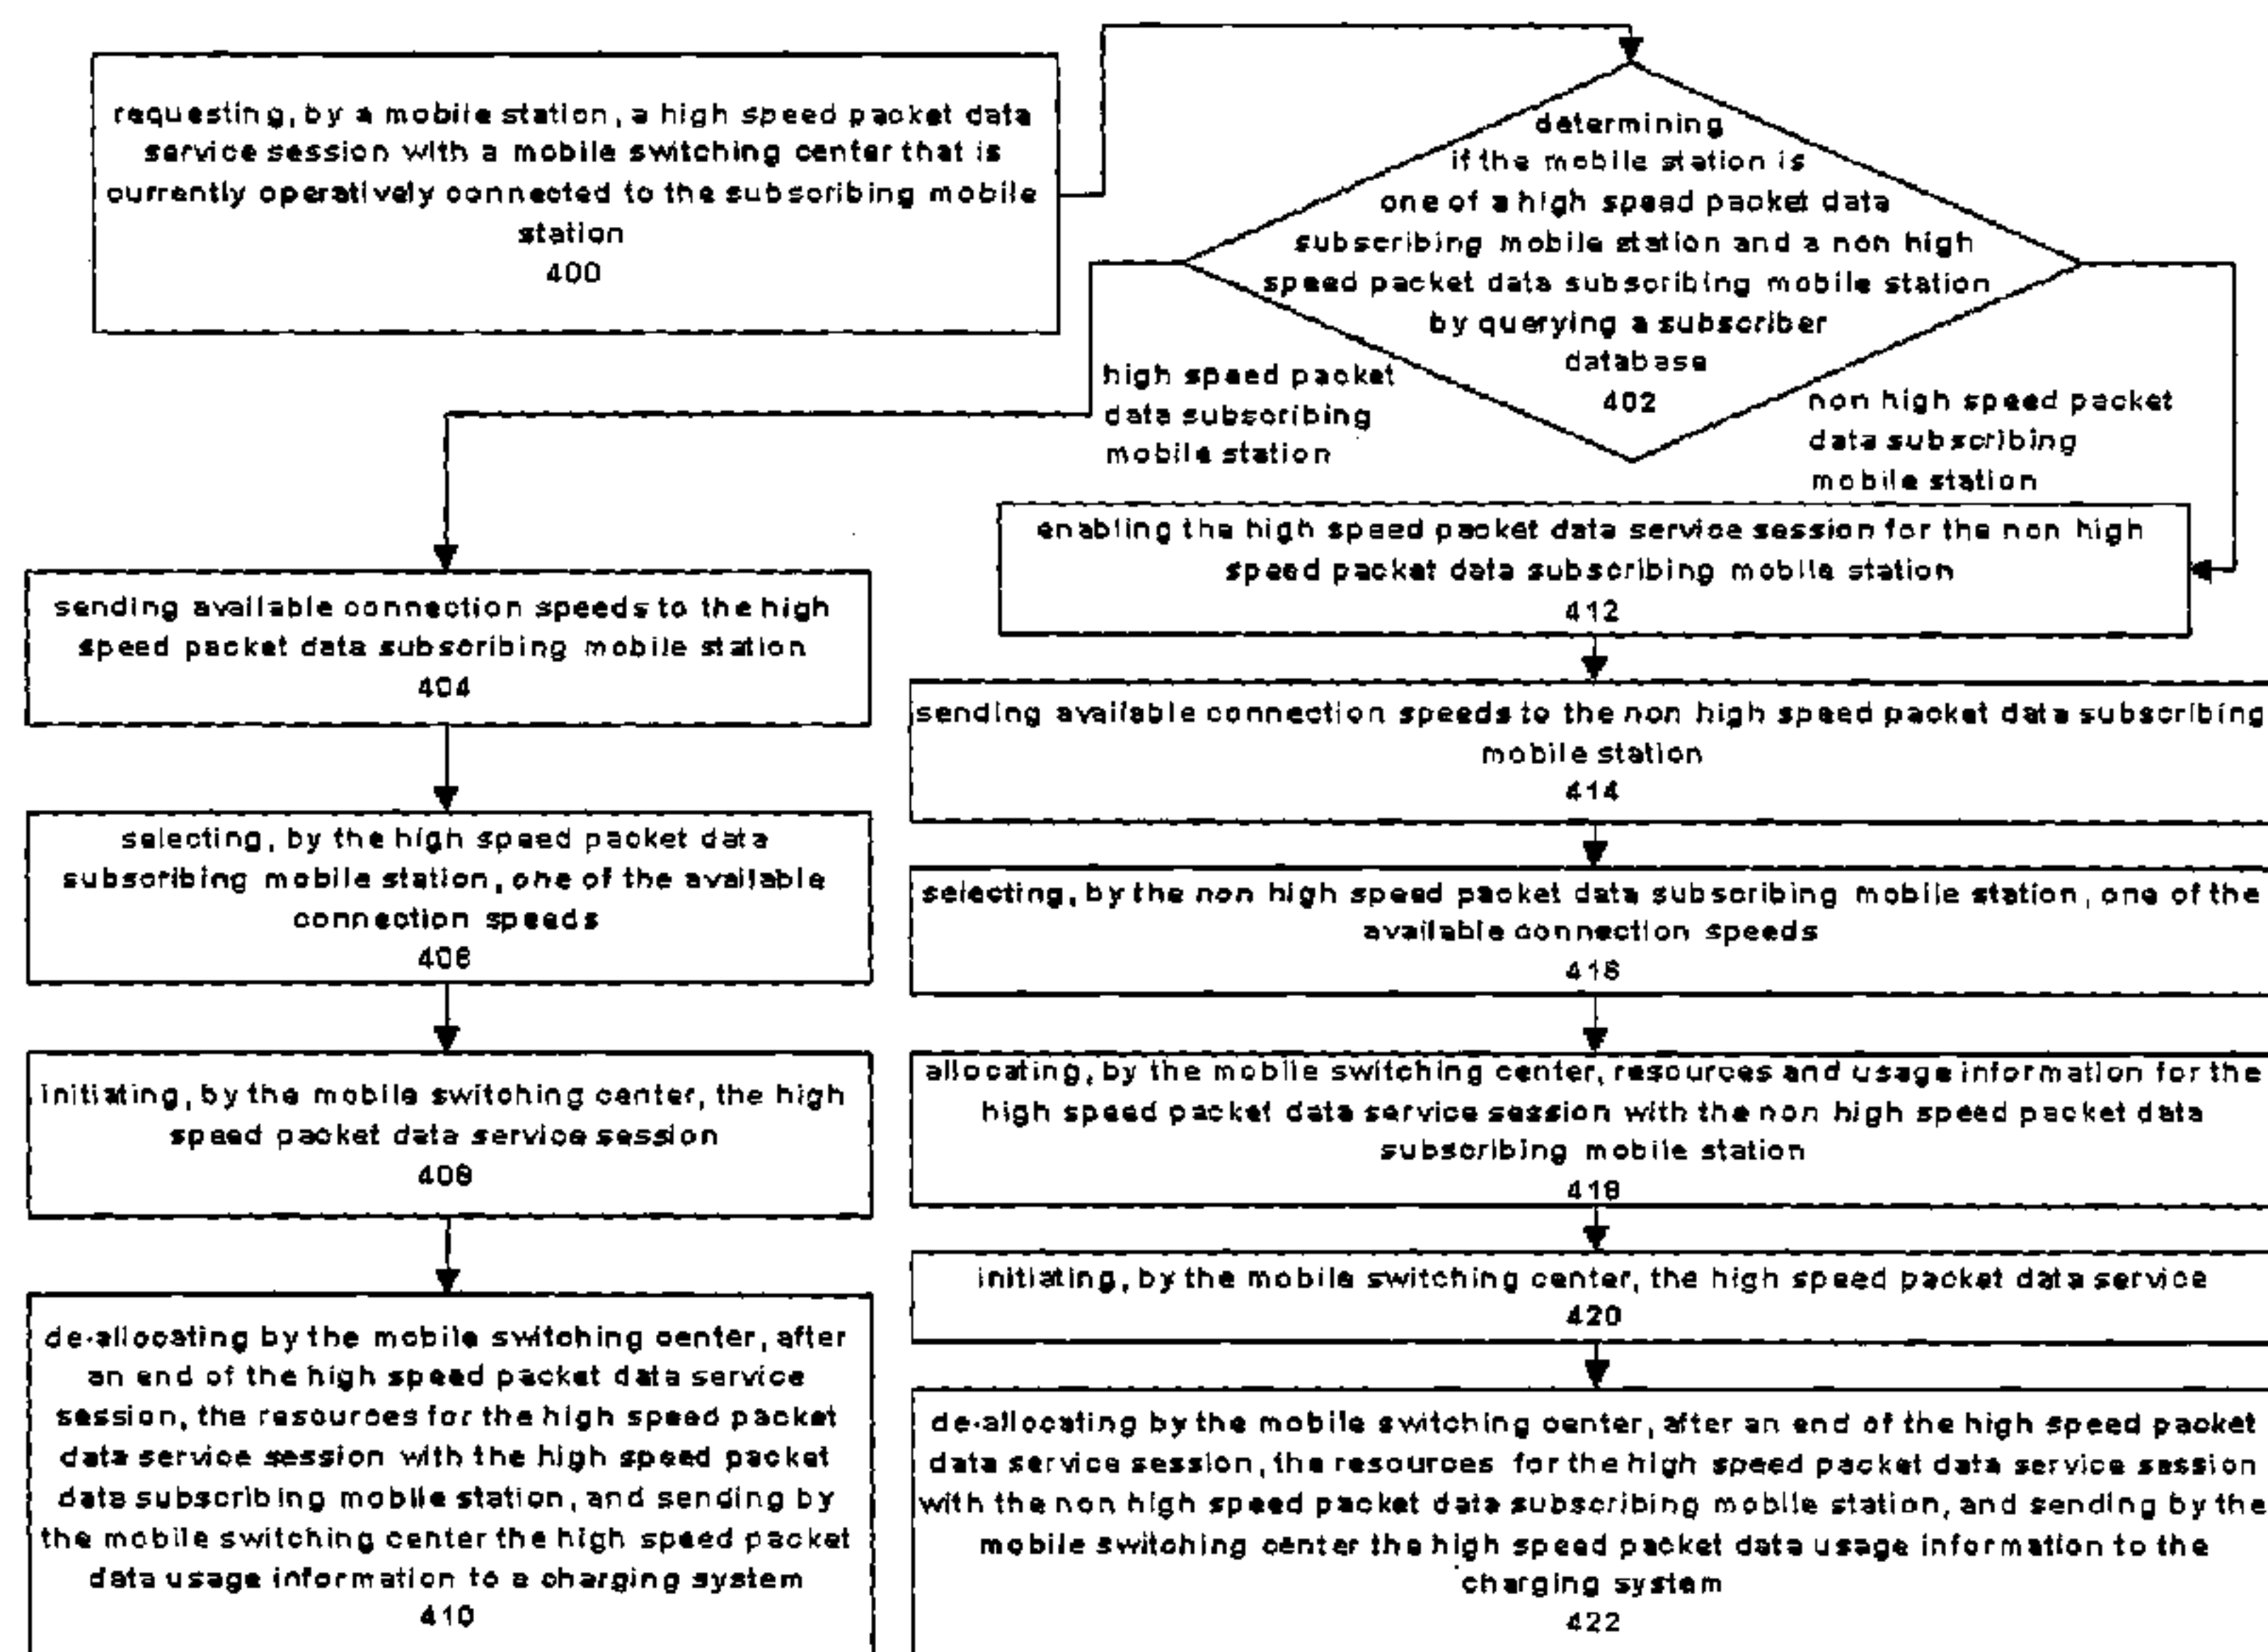 requesting, by a mobile station, a high speed packet data
service session with a mobile switching center that is
currently operatively connected to the subscribing mobile
station
400
determining
if the mobile station is
one of a high speed packet data
subscribing mobile station and a non high
speed packet data subscribing mobile station
by querying a subscriber
database
402
high speed packet
data subscribing
mobile station
non high speed packet
data subscribing
mobile station
sending available connection speeds to the high
speed packet data subscribing mobile station
404
selecting, by the high speed packet data
subscribing mobile station, one of the available
connection speeds
406
initiating, by the mobile switching center, the high
speed packet data service session
408
de-allocating by the mobile switching center, after
an end of the high speed packet data service
session, the resources for the high speed packet
data service session with the high speed packet
data subscribing mobile station, and sending by
the mobile switching center the high speed packet
data usage information to a charging system
410
enabling the high speed packet data service session for the non high
speed packet data subscribing mobile station
412
sending available connection speeds to the non high speed packet data subscribing
mobile station
414
selecting, by the non high speed packet data subscribing mobile station, one of the
available connection speeds
416
allocating, by the mobile switching center, resources and usage information for the
high speed packet data service session with the non high speed packet data
subscribing mobile station
418
initiating, by the mobile switching center, the high speed packet data service
420
de-allocating by the mobile switching center, after an end of the high speed packet
data service session, the resources for the high speed packet data service session
with the non high speed packet data subscribing mobile station, and sending by the
mobile switching center the high speed packet data usage information to the
charging system
422